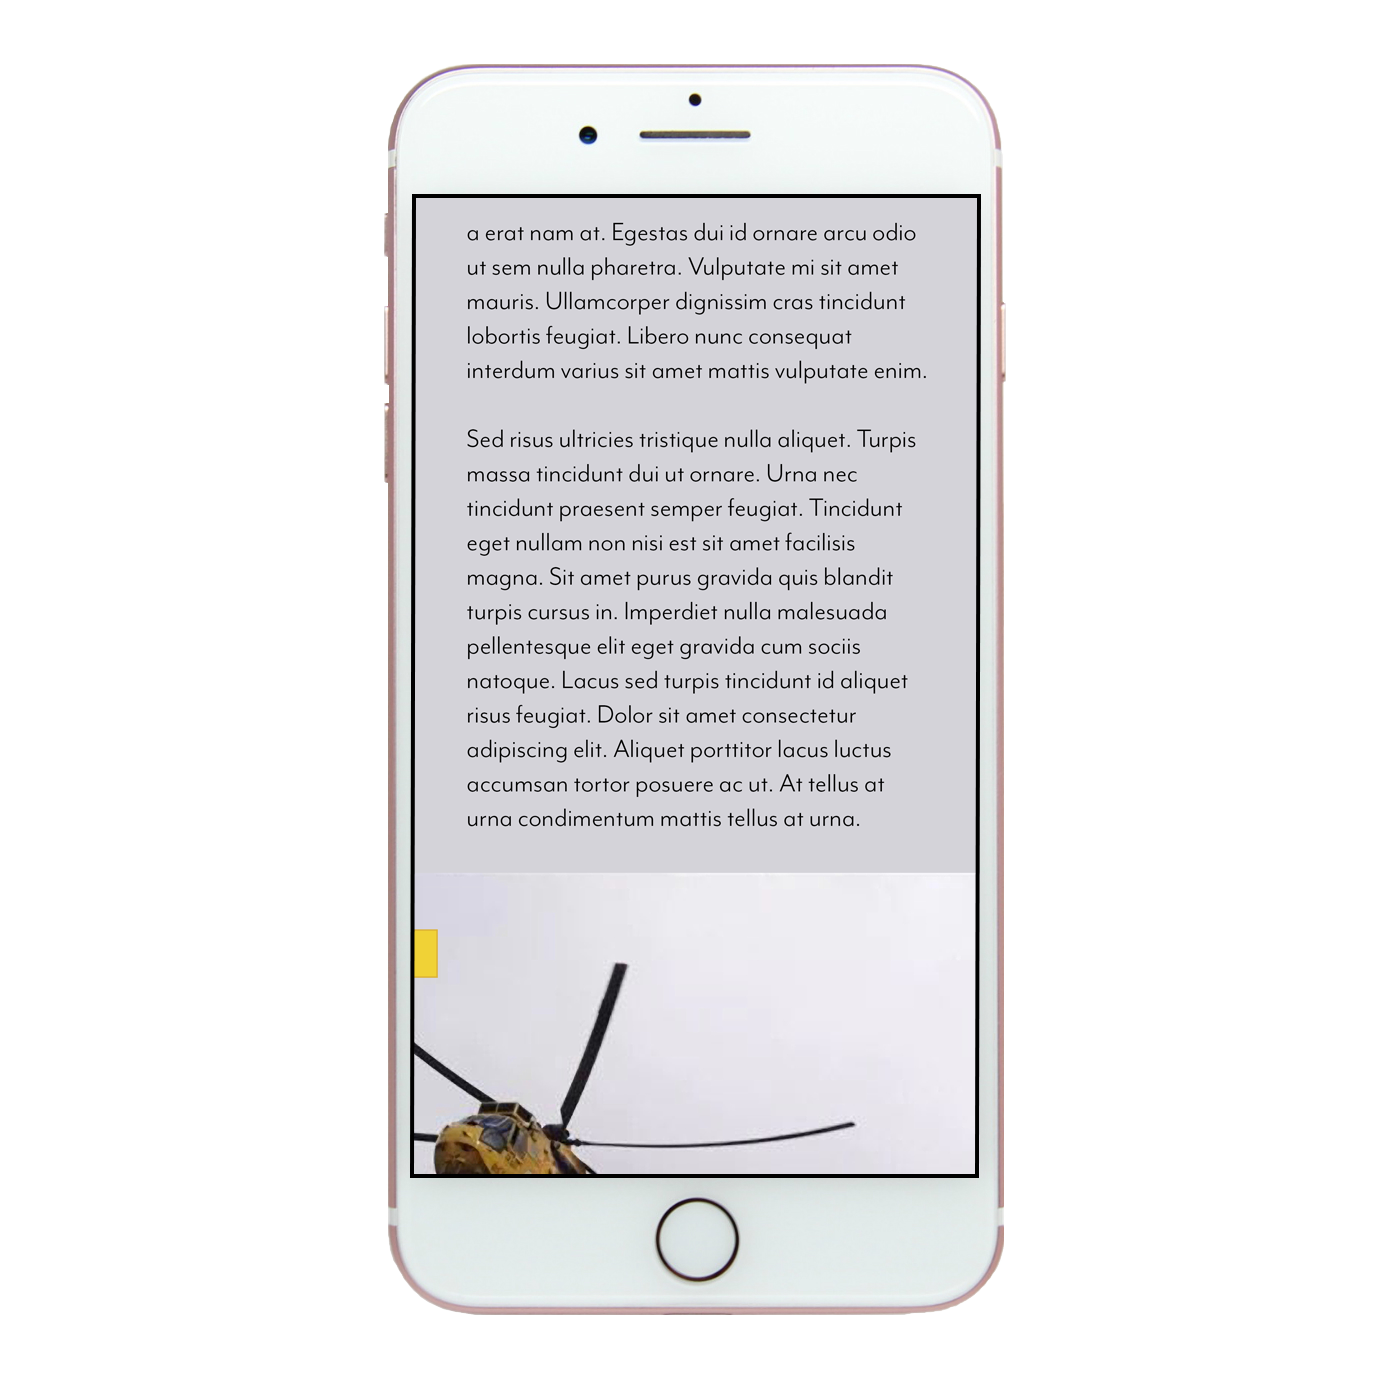 a erat nam at. Egestas dui id ornare arcu odio
ut sem nulla pharetra. Vulputate mi sit amet
mauris. Ullamcorper dignissim cras tincidunt
lobortis feugiat. Libero nunc consequat
interdum varius sit amet mattis vulputate enim.
Sed risus ultricies tristique nulla aliquet. Turpis
massa tincidunt dui ut ornare. Urna nec
tincidunt praesent semper feugiat. Tincidunt
eget nullam non nisi est sit amet facilisis
magna. Sit amet purus gravida quis blandit
turpis cursus in. Imperdiet nulla malesuada
pellentesque elit eget gravida cum sociis
natoque. Lacus sed turpis tincidunt id aliquet
risus feugiat. Dolor sit amet consectetur
adipiscing elit. Aliquet porttitor lacus luctus
accumsan tortor posuere ac ut. At tellus at
urna condimentum mattis tellus at urna.